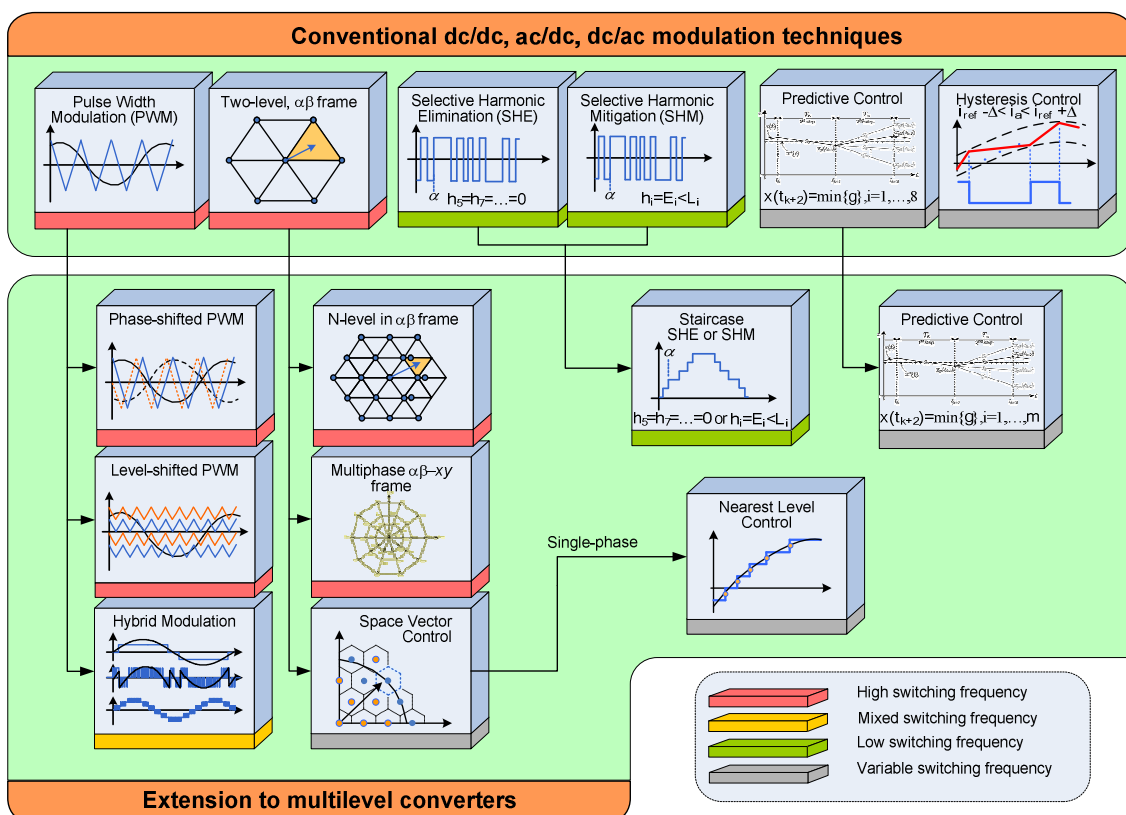 Conventional dc/dc, ac/dc, dc/ac modulation techniques
Pulse Width
Modulation (PWM)
Two-level, αβ frame
Selective Harmonic
Elimination (SHE)
α
h5=h7=…=0
Selective Harmonic
Mitigation (SHM)
α
hi=Ei<Li
Predictive Control
x(tk+2)=min{g},i=1,…,8
Hysteresis Control
iref -Δ< ia< iref +Δ
Phase-shifted PWM
N-level in αβ frame
Staircase
SHE or SHM
α
h5=h7=…=0 or hi=Ei<Li
Predictive Control
x(tk+2)=min{g},i=1,…,m
Level-shifted PWM
Multiphase αβ–xy
frame
Nearest Level
Control
Single-phase
Hybrid Modulation
Space Vector
Control
High switching frequency
Mixed switching frequency
Low switching frequency
Variable switching frequency
Extension to multilevel converters